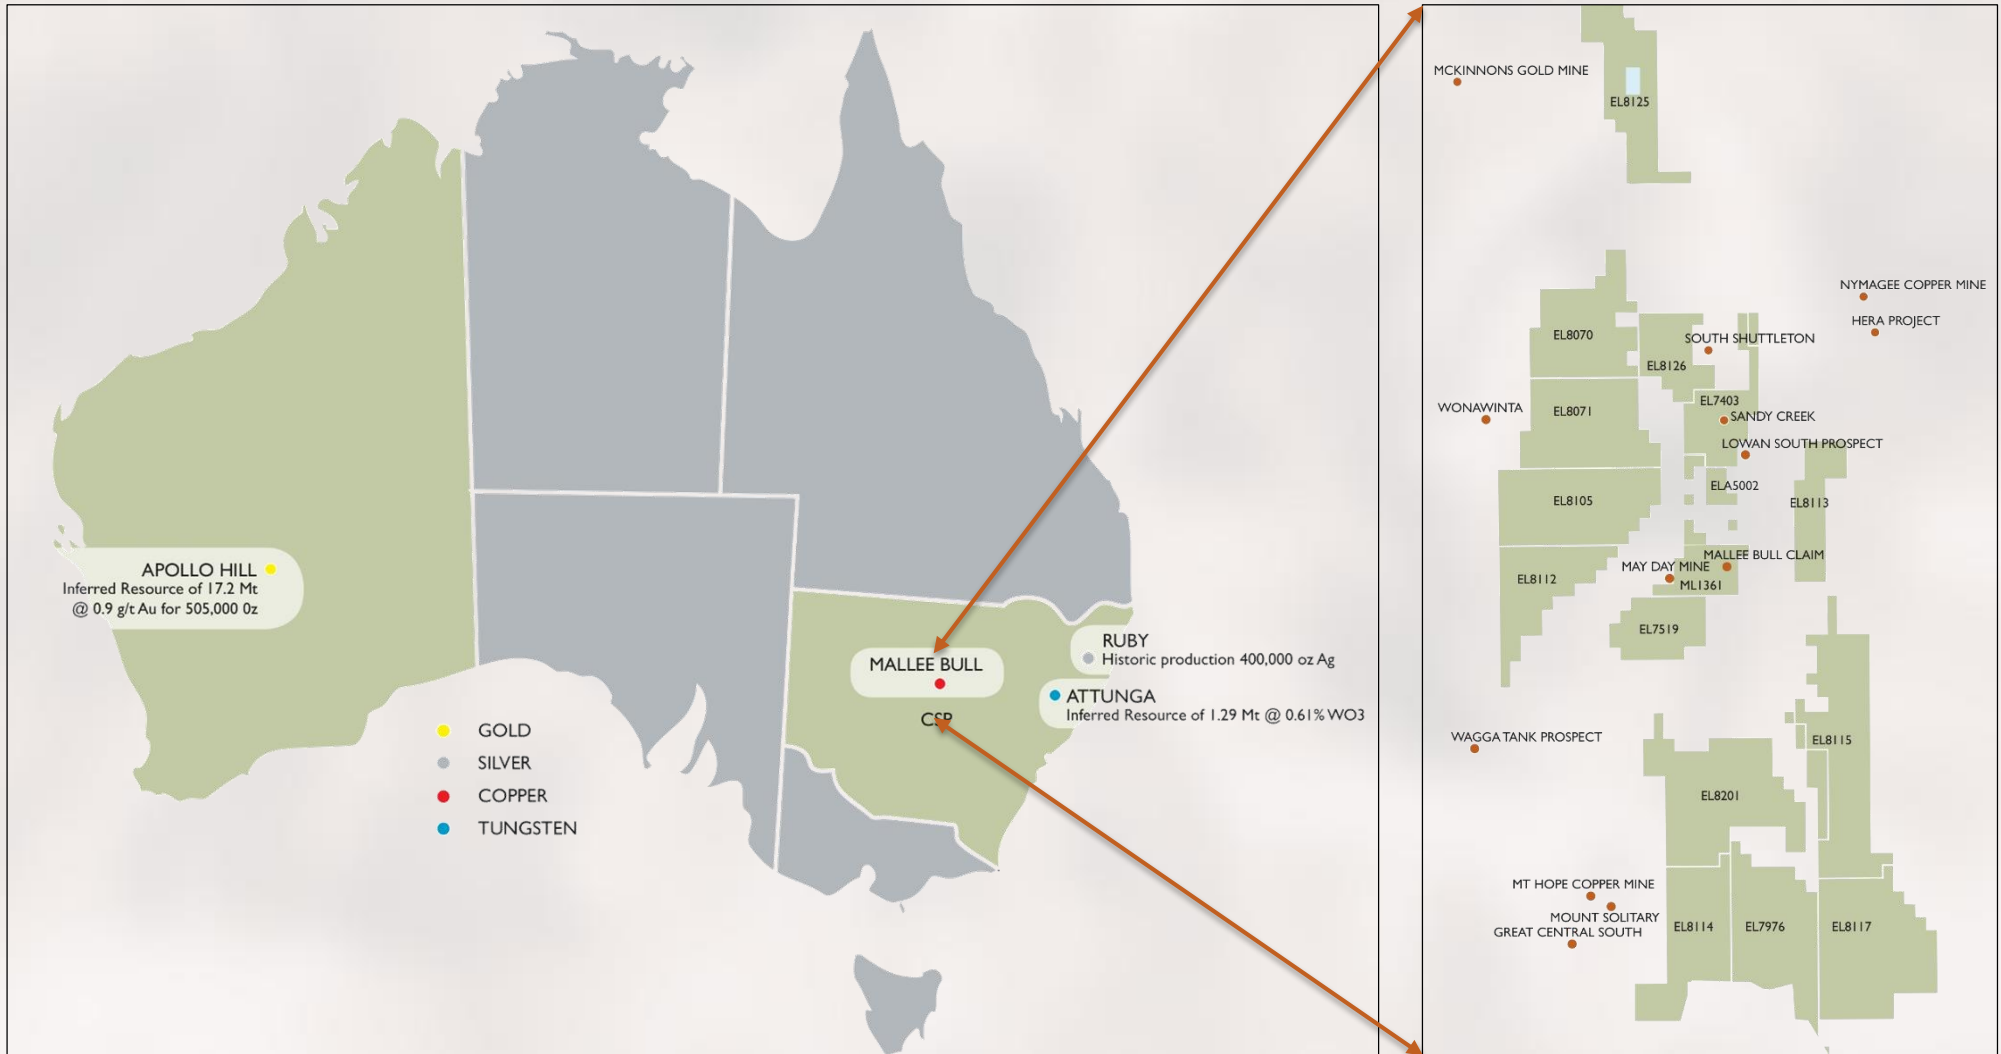 APOLLO HILL
Inferred Resource of 17.2 Mt
@ 0.9 g/t Au for 505,000 0z
MALLEE BULL
CSP
RUBY
Historic production 400,000 oz Ag
ATTUNGA
Inferred Resource of 1.29 Mt @ 0.61% WO3
GOLD
SILVER
COPPER
TUNGSTEN
MCKINNONS GOLD MINE
EL8125
NYMAGEE COPPER MINE
HERA PROJECT
EL8070
SOUTH SHUTTLETON
EL8126
EL7403
WONAWINTA
EL8071
SANDY CREEK
LOWAN SOUTH PROSPECT
ELA5002
EL8105
EL8113
MALLEE BULL CLAIM
MAY DAY MINE
EL8112
ML1361
EL7519
WAGGA TANK PROSPECT
EL8115
EL8201
MT HOPE COPPER MINE
MOUNT SOLITARY
GREAT CENTRAL SOUTH
EL8114
EL7976
EL8117